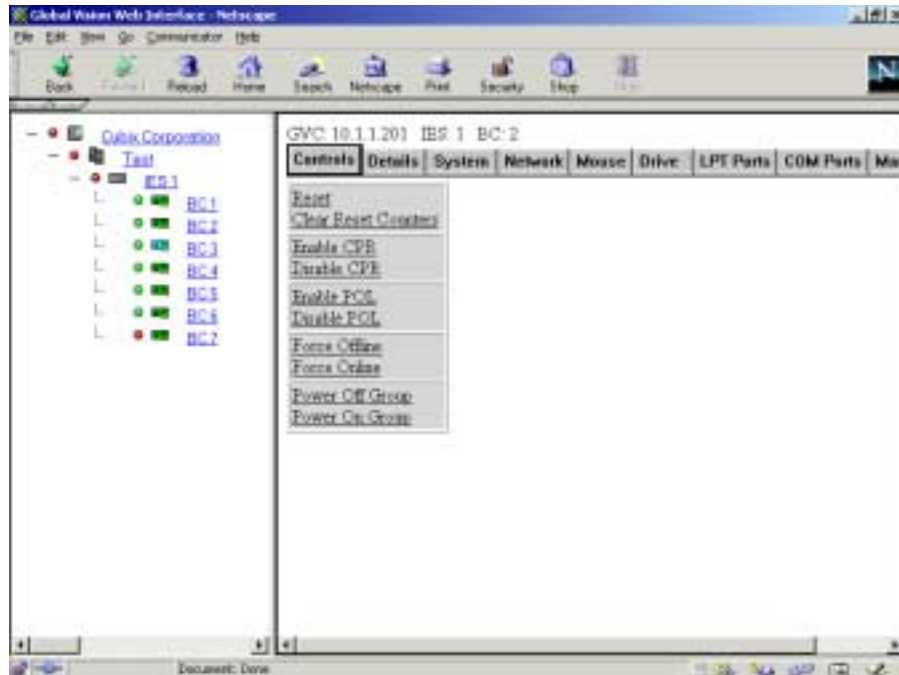 Global Vision Web Interface - Netscape
File Edit View Go Communicator Help
Back Forward Reload Home Search Netscape Print Security Shop Stop
GVC: 10.1.1.201 IES: 1 BC: 2
Controls Details System Network Mouse Drive LPT Ports COM Ports Ma
Cubix Corporation
Test
IES 1
BC 1
BC 2
BC 3
BC 4
BC 5
BC 6
BC 7
Reset
Clear Reset Counters
Enable CPR
Disable CPR
Enable POL
Disable POL
Force Offline
Force Online
Power Off Group
Power On Group
Document: Done